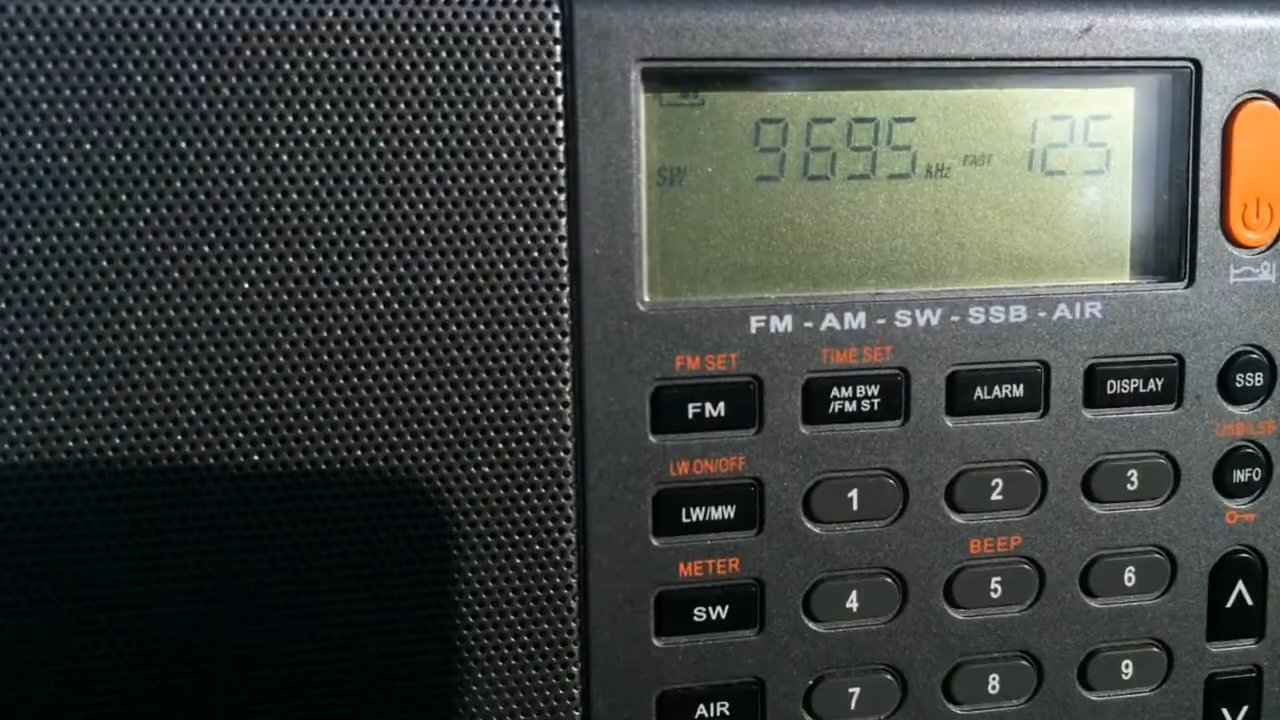 SW 9695 kHz FAST 125
FM - AM - SW - SSB - AIR
FM SET TIME SET
FM AM BW /FM ST ALARM DISPLAY SSB
USB/LSB
LW ON/OFF
LW/MW 1 2 3 INFO
METER BEEP
SW 4 5 6
AIR 7 8 9